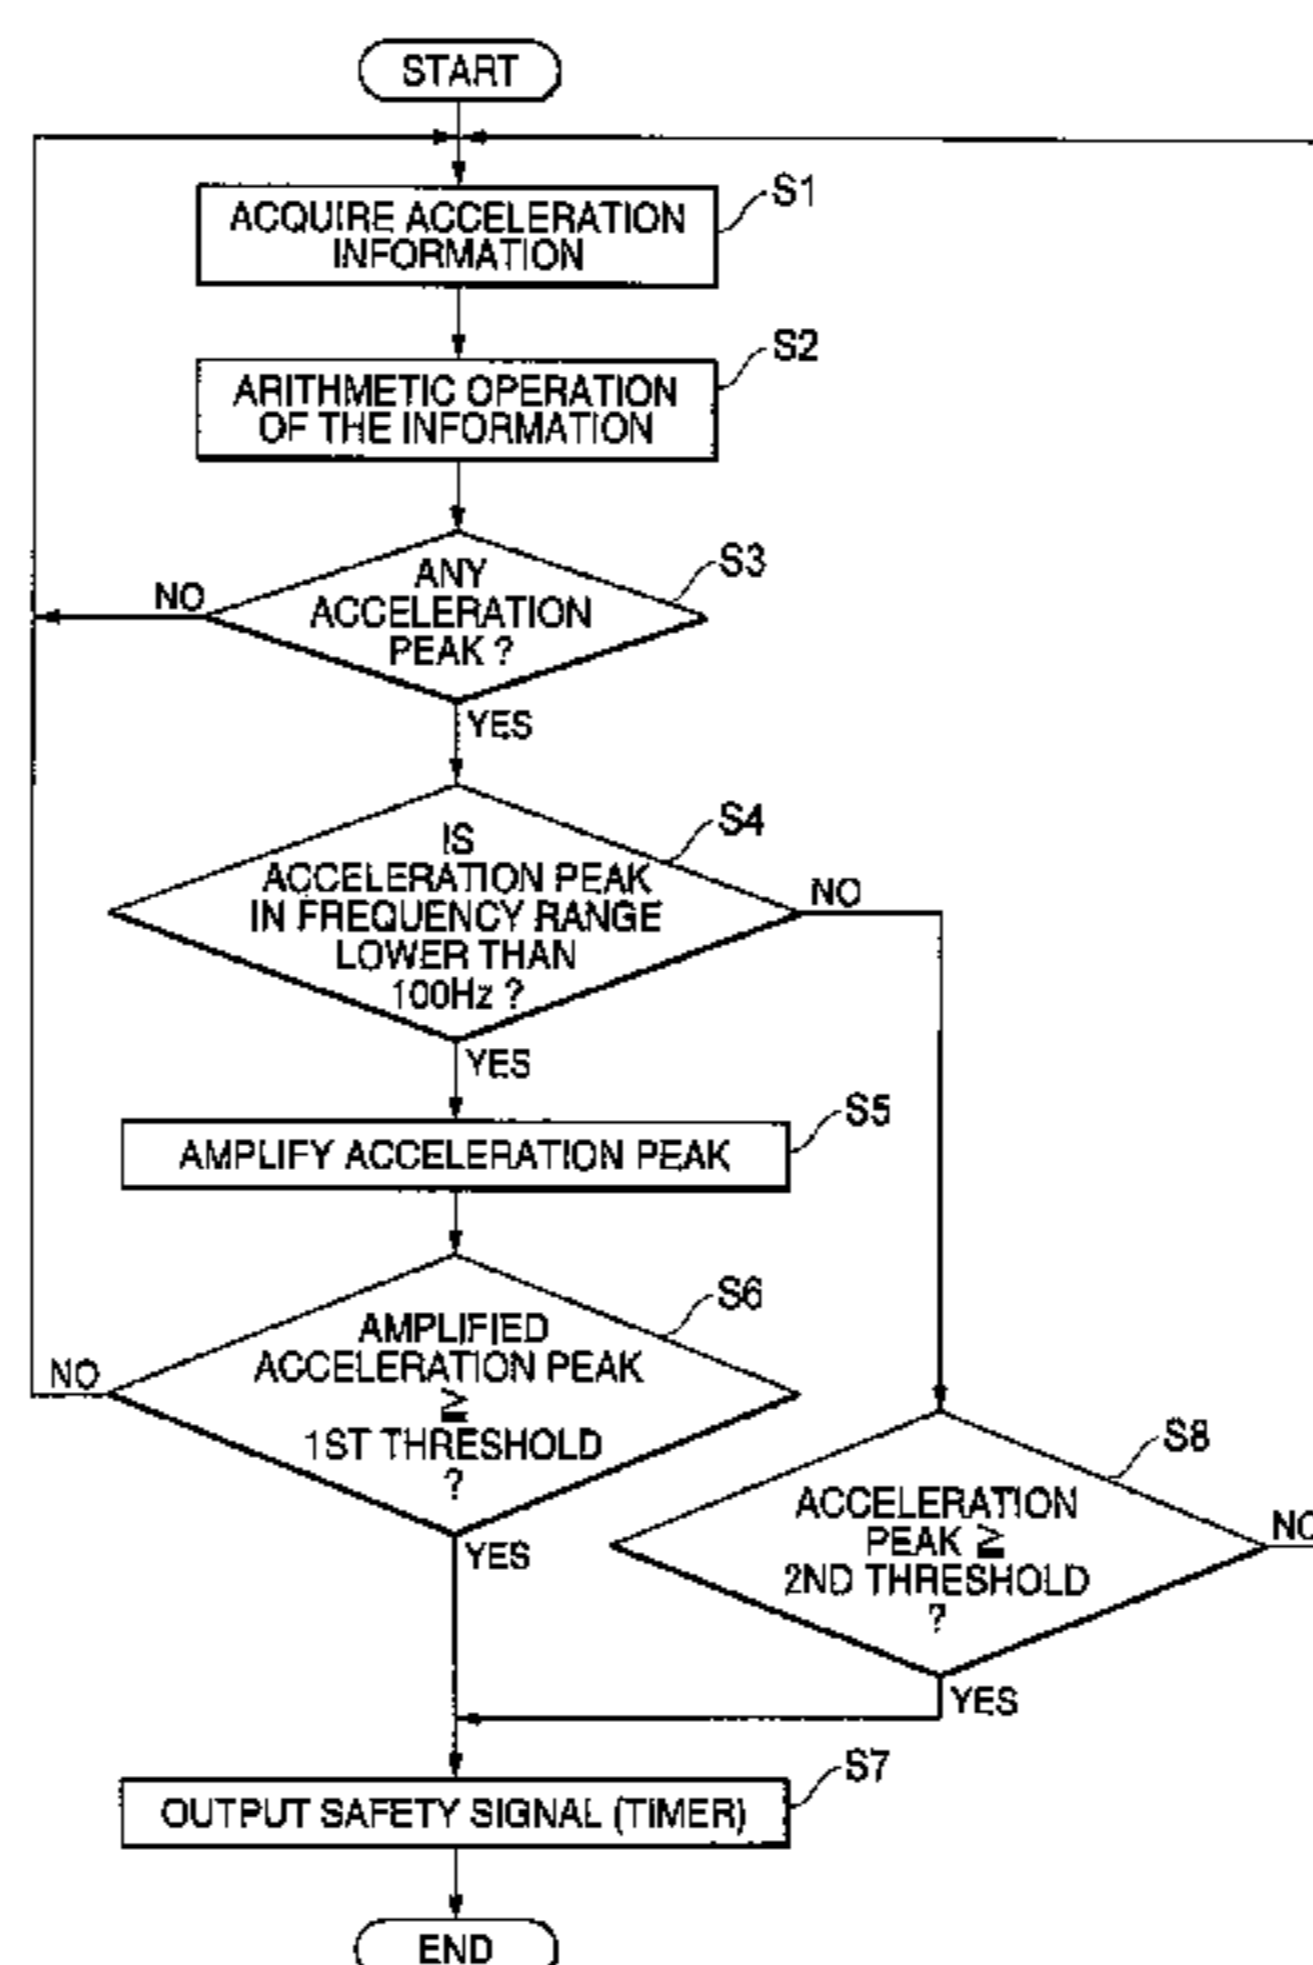 START
S1
ACQUIRE ACCELERATION
INFORMATION
S2
ARITHMETIC OPERATION
OF THE INFORMATION
S3
ANY
ACCELERATION
PEAK ?
NO
YES
S4
IS
ACCELERATION PEAK
IN FREQUENCY RANGE
LOWER THAN
100Hz ?
NO
YES
S5
AMPLIFY ACCELERATION PEAK
S6
AMPLIFIED
ACCELERATION PEAK
≧
1ST THRESHOLD
?
NO
YES
S8
ACCELERATION
PEAK ≧
2ND THRESHOLD
?
NO
YES
S7
OUTPUT SAFETY SIGNAL (TIMER)
END